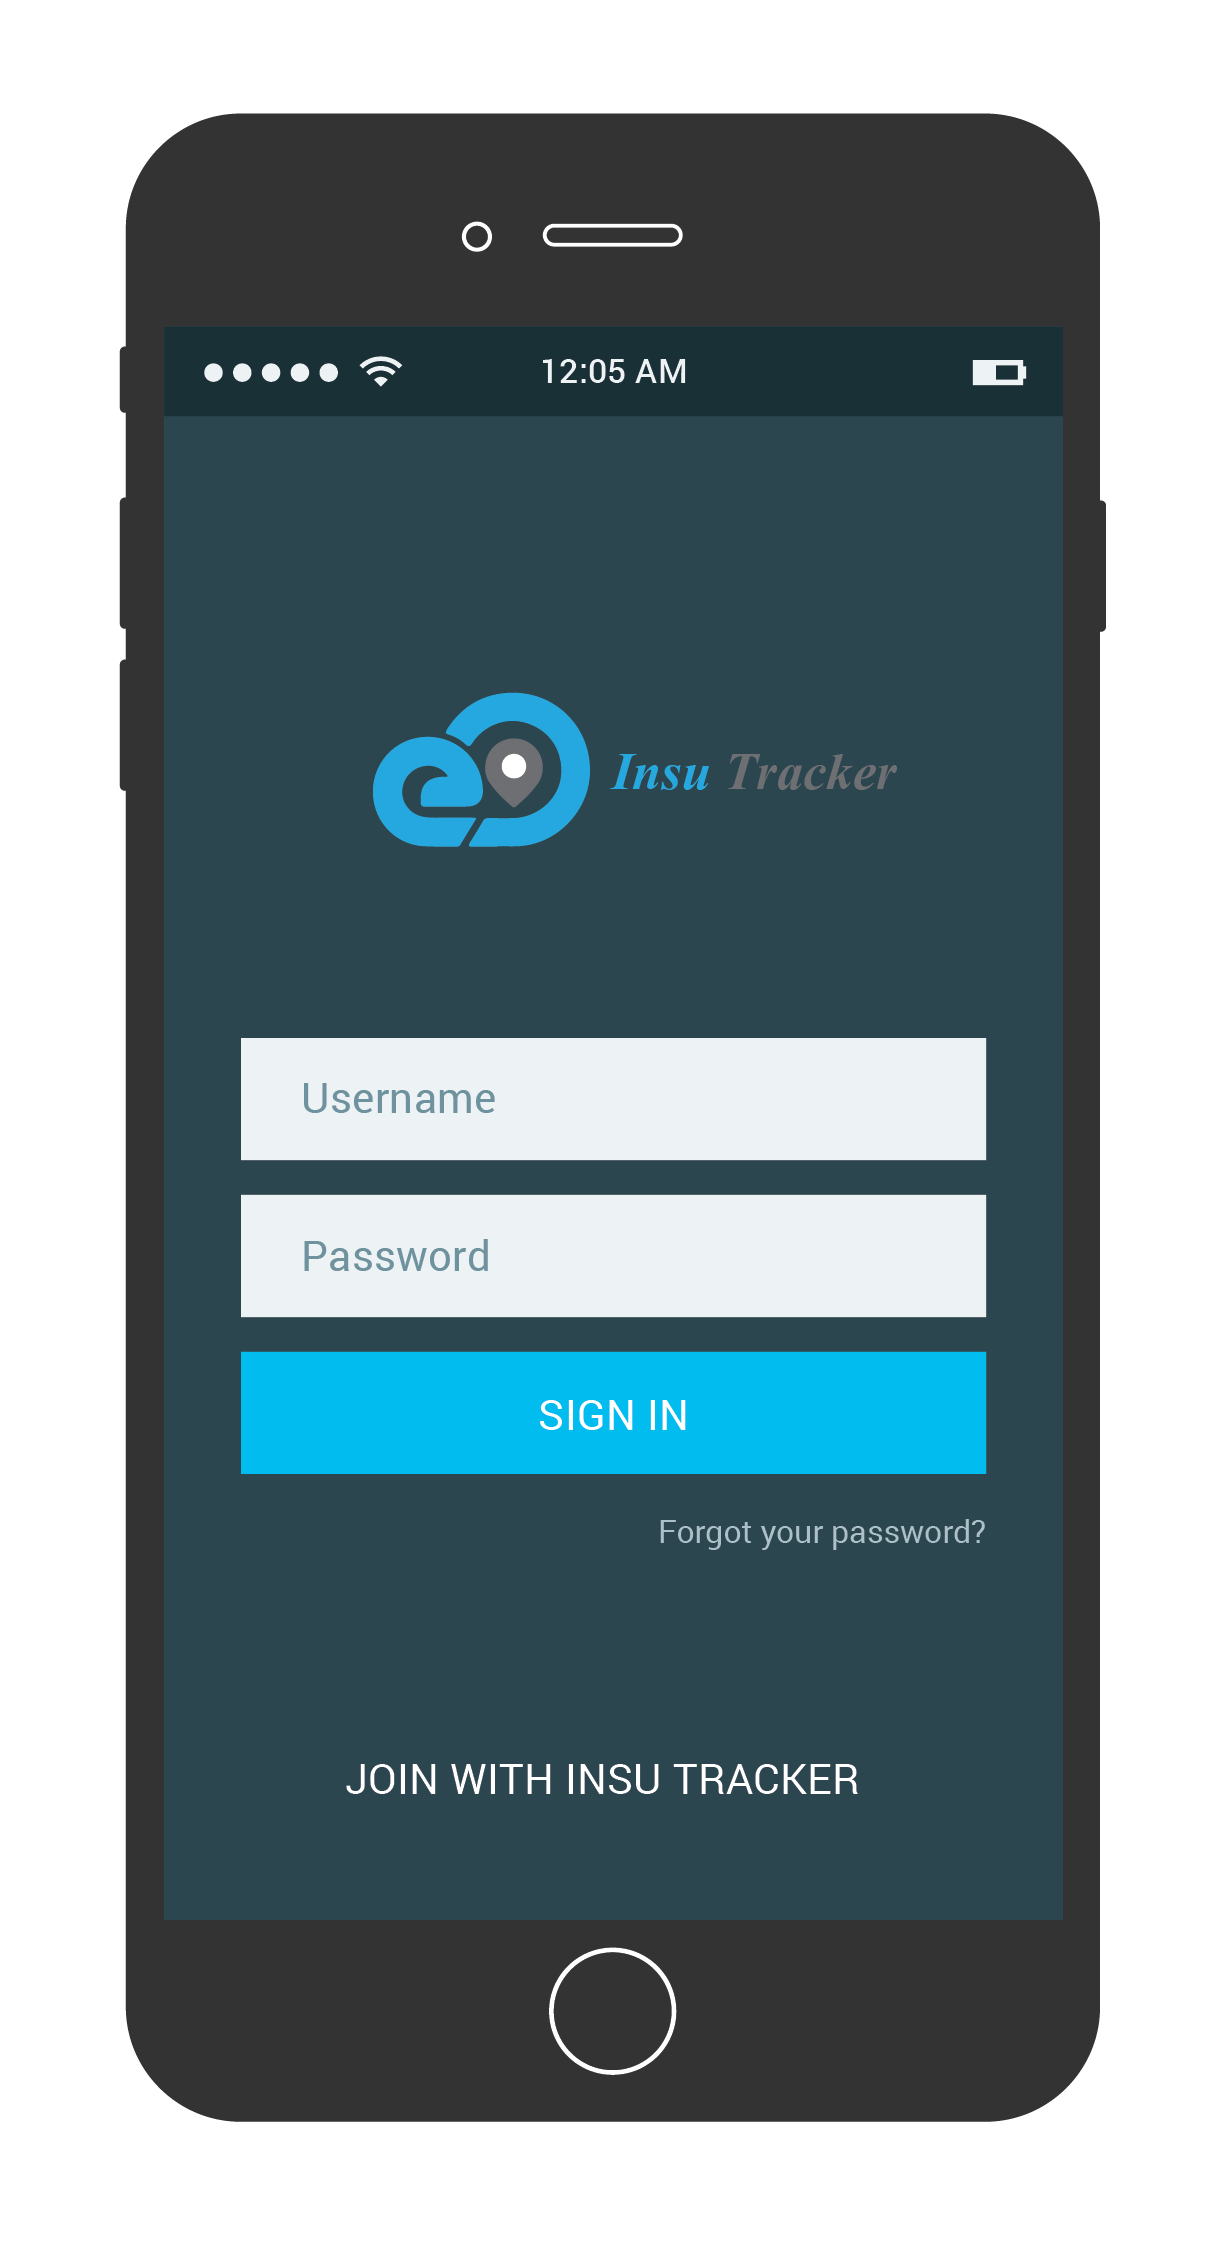 12:05 AM
Insu Tracker
Username
Password
SIGN IN
Forgot your password?
JOIN WITH INSU TRACKER